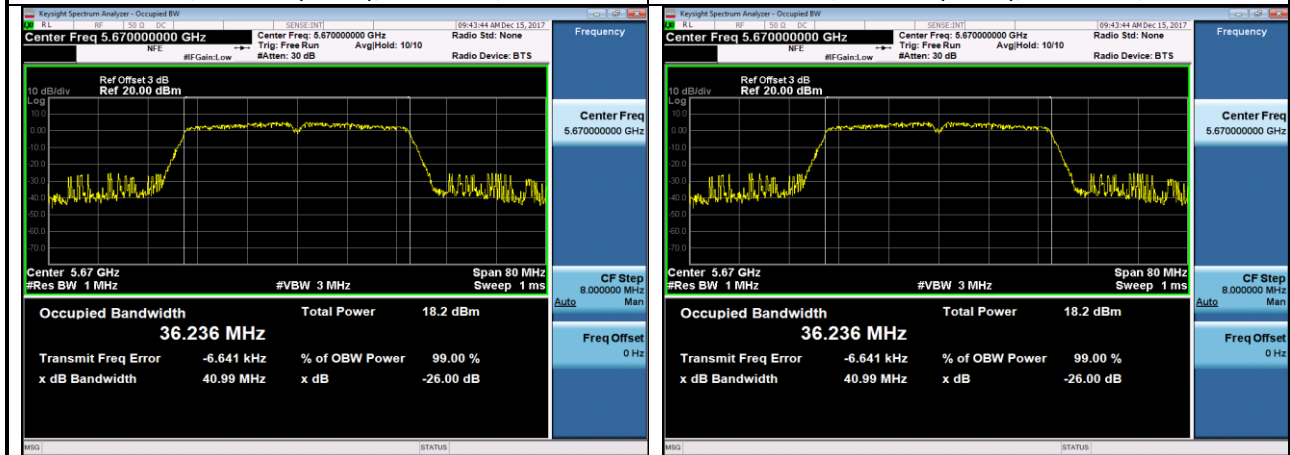 Keysight Spectrum Analyzer - Occupied BW
RL RF 50 Ω DC SENSE:INT 09:43:44 AM Dec 15, 2017
Center Freq 5.670000000 GHz Center Freq: 5.670000000 GHz Radio Std: None Frequency
NFE Trig: Free Run Avg|Hold: 10/10
#IFGain:Low #Atten: 30 dB Radio Device: BTS
Ref Offset 3 dB
10 dB/div Ref 20.00 dBm
Log
10.0
0.00
-10.0
-20.0
-30.0
-40.0
-50.0
-60.0
-70.0
Center Freq
5.670000000 GHz
Center 5.67 GHz Span 80 MHz
#Res BW 1 MHz #VBW 3 MHz Sweep 1 ms
CF Step
8.000000 MHz
Auto Man
Occupied Bandwidth Total Power 18.2 dBm
36.236 MHz
Freq Offset
0 Hz
Transmit Freq Error -6.641 kHz % of OBW Power 99.00 %
x dB Bandwidth 40.99 MHz x dB -26.00 dB
MSG STATUS
Keysight Spectrum Analyzer - Occupied BW
RL RF 50 Ω DC SENSE:INT 09:43:44 AM Dec 15, 2017
Center Freq 5.670000000 GHz Center Freq: 5.670000000 GHz Radio Std: None Frequency
NFE Trig: Free Run Avg|Hold: 10/10
#IFGain:Low #Atten: 30 dB Radio Device: BTS
Ref Offset 3 dB
10 dB/div Ref 20.00 dBm
Log
10.0
0.00
-10.0
-20.0
-30.0
-40.0
-50.0
-60.0
-70.0
Center Freq
5.670000000 GHz
Center 5.67 GHz Span 80 MHz
#Res BW 1 MHz #VBW 3 MHz Sweep 1 ms
CF Step
8.000000 MHz
Auto Man
Occupied Bandwidth Total Power 18.2 dBm
36.236 MHz
Freq Offset
0 Hz
Transmit Freq Error -6.641 kHz % of OBW Power 99.00 %
x dB Bandwidth 40.99 MHz x dB -26.00 dB
MSG STATUS